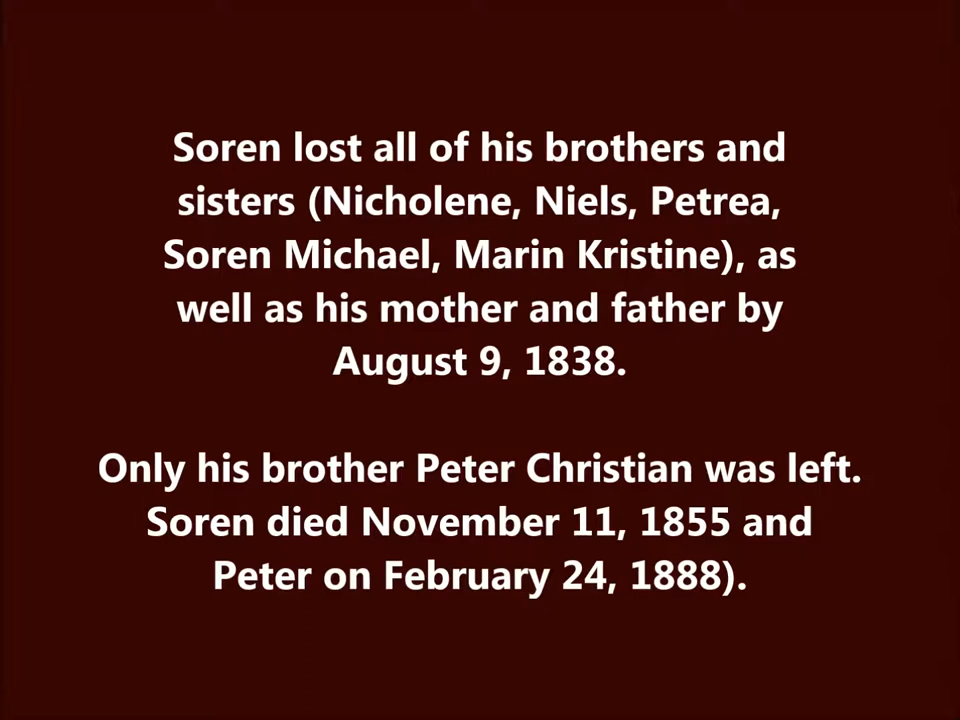 Soren lost all of his brothers and
sisters (Nicholene, Niels, Petrea,
Soren Michael, Marin Kristine), as
well as his mother and father by
August 9, 1838.
Only his brother Peter Christian was left.
Soren died November 11, 1855 and
Peter on February 24, 1888).